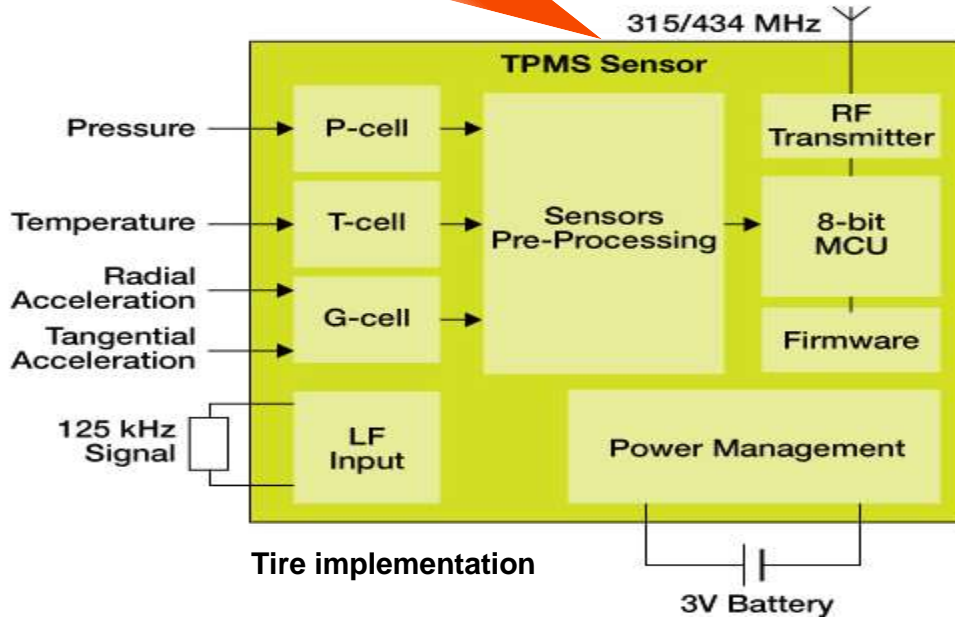 315/434 MHz
TPMS Sensor
Pressure
P-cell
RF
Transmitter
Temperature
T-cell
Sensors
Pre-Processing
8-bit
MCU
Radial
Acceleration
Tangential
Acceleration
G-cell
Firmware
125 kHz
Signal
LF
Input
Power Management
Tire implementation
3V Battery